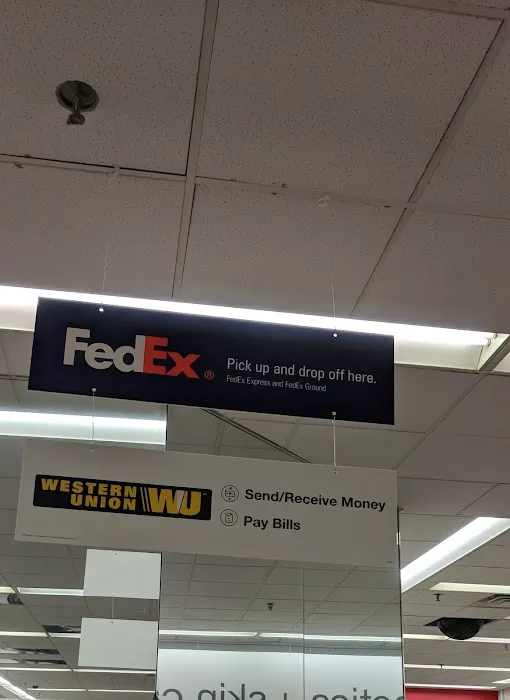 FedEx®
Pick up and drop off here.
FedEx Express and FedEx Ground
WESTERN
UNION
WU
Send/Receive Money
Pay Bills